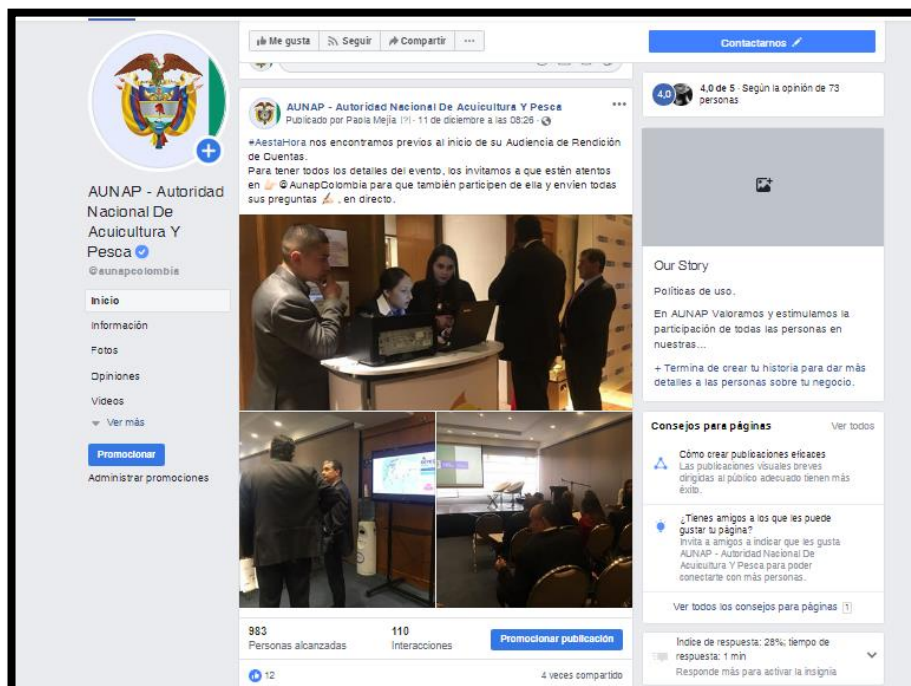 Me gusta
Seguir
Compartir
Contactarnos
AUNAP - Autoridad
Nacional De
Acuicultura Y
Pesca
@aunapcolombia
Inicio
Información
Fotos
Opiniones
Videos
Ver más
Promocionar
Administrar promociones
AUNAP - Autoridad Nacional De Acuicultura Y Pesca
Publicado por Paola Mejia [?] · 11 de diciembre a las 08:26 ·
#AestaHora nos encontramos previos al inicio de su Audiencia de Rendición
de Cuentas.
Para tener todos los detalles del evento, los invitamos a que estén atentos
en 👉🏻 @AunapColombia para que también participen de ella y envíen todas
sus preguntas ✍🏻 , en directo.
983
Personas alcanzadas
110
Interacciones
Promocionar publicación
12
4 veces compartido
4,0
4,0 de 5 · Según la opinión de 73
personas
Our Story
Políticas de uso.
En AUNAP Valoramos y estimulamos la
participación de todas las personas en
nuestras...
+ Termina de crear tu historia para dar más
detalles a las personas sobre tu negocio.
Consejos para páginas
Ver todos
Cómo crear publicaciones eficaces
Las publicaciones visuales breves
dirigidas al público adecuado tienen más
éxito.
¿Tienes amigos a los que les puede
gustar tu página?
Invita a amigos a indicar que les gusta
AUNAP - Autoridad Nacional De
Acuicultura Y Pesca para poder
conectarte con más personas.
Ver todos los consejos para páginas 1
Índice de respuesta: 28%; tiempo de
respuesta: 1 min
Responde más para activar la insignia